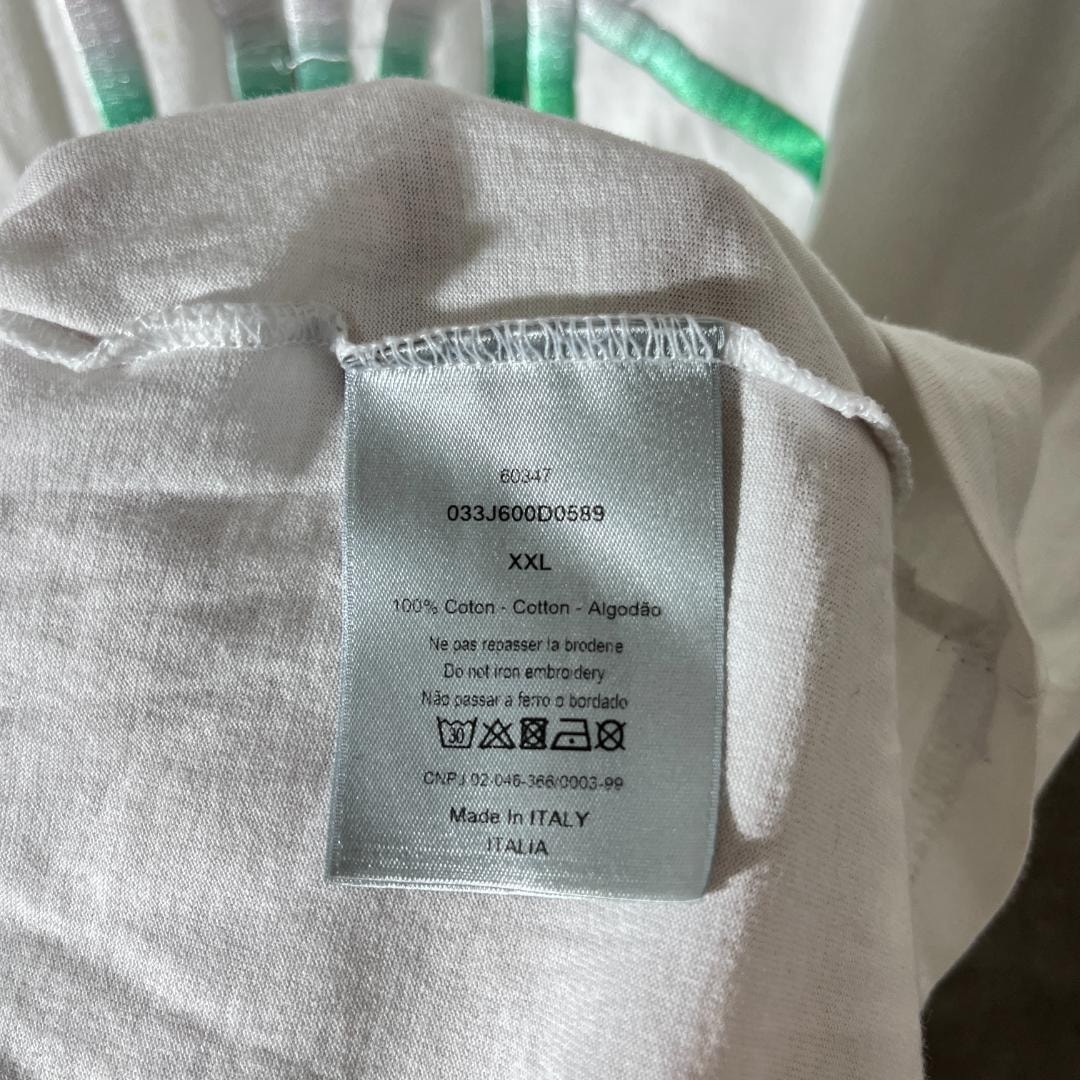 60347
033J600D0589
XXL
100% Coton - Cotton - Algodão
Ne pas repasser la broderie
Do not iron embroidery
Não passar a ferro o bordado
30
CNPJ 02-046-366/0003-99
Made In ITALY
ITALIA